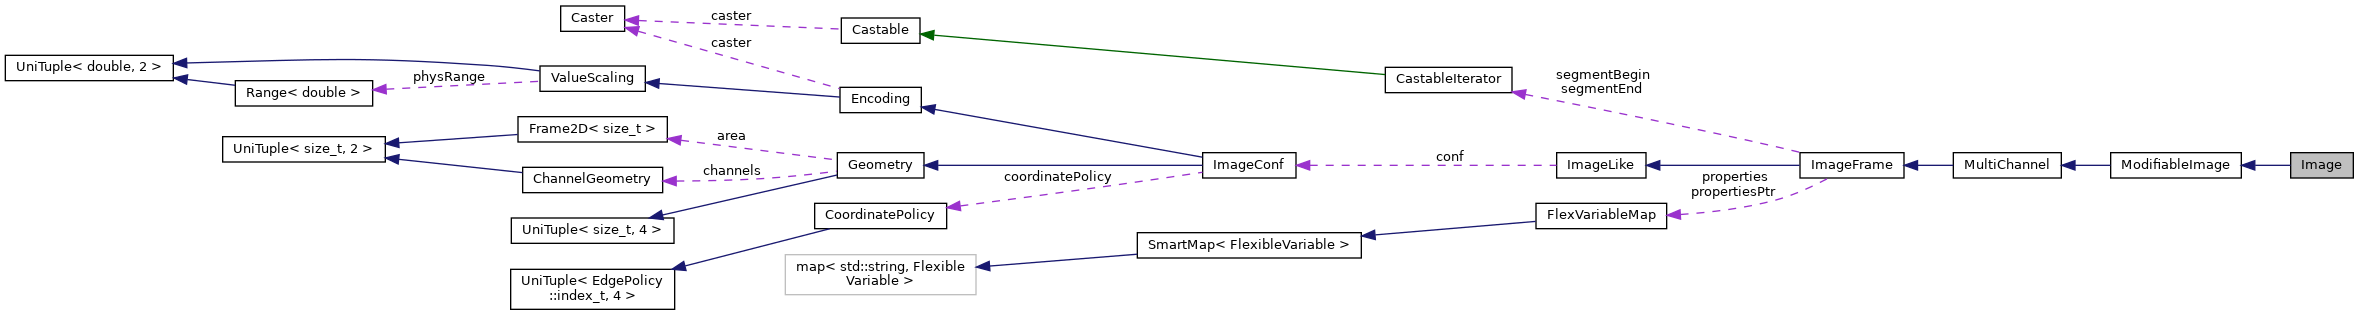 Caster
caster
Castable
caster
UniTuple< double, 2 >
physRange
ValueScaling
CastableIterator
segmentBegin
segmentEnd
Range< double >
Encoding
Frame2D< size_t >
area
UniTuple< size_t, 2 >
Geometry
ImageConf
conf
ImageLike
ImageFrame
MultiChannel
ModifiableImage
Image
ChannelGeometry
channels
coordinatePolicy
properties
propertiesPtr
CoordinatePolicy
FlexVariableMap
UniTuple< size_t, 4 >
SmartMap< FlexibleVariable >
map< std::string, Flexible
Variable >
UniTuple< EdgePolicy
::index_t, 4 >